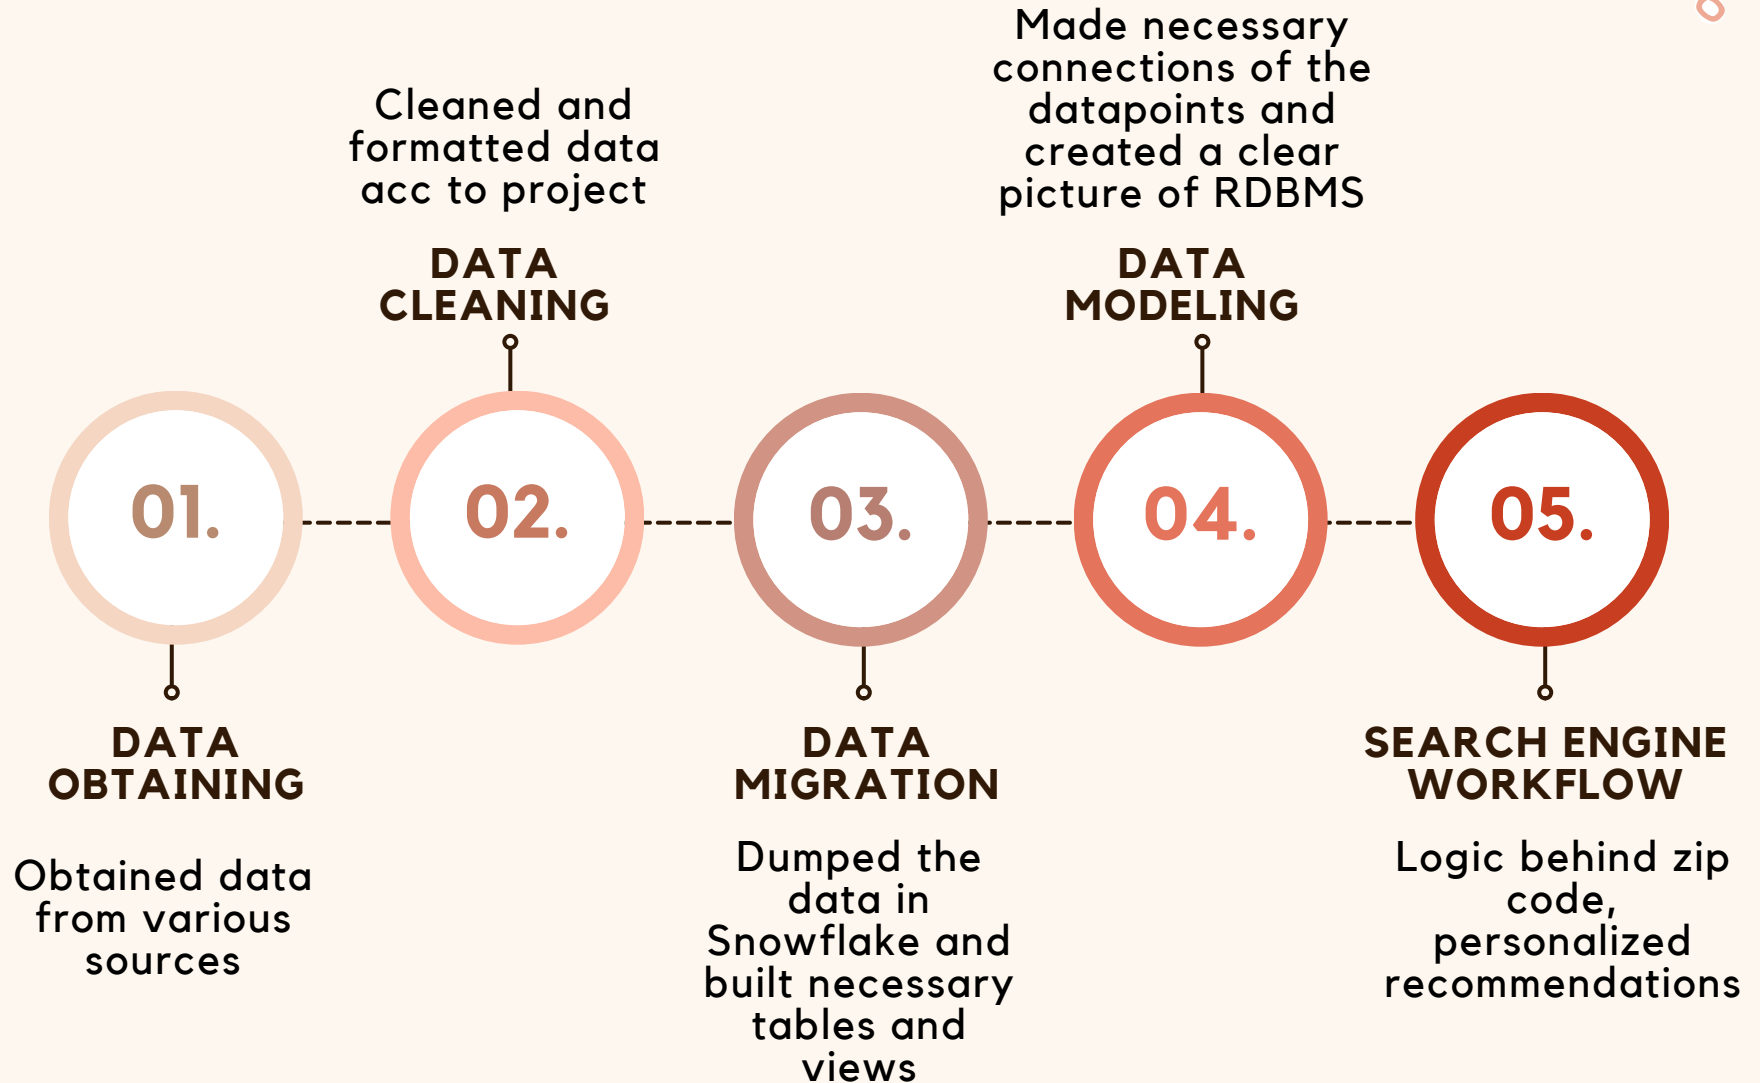 Made necessary
connections of the
datapoints and
created a clear
picture of RDBMS
Cleaned and
formatted data
acc to project
DATA
CLEANING
DATA
MODELING
01.
02.
03.
04.
05.
DATA
OBTAINING
Obtained data
from various
sources
DATA
MIGRATION
Dumped the
data in
Snowflake and
built necessary
tables and
views
SEARCH ENGINE
WORKFLOW
Logic behind zip
code,
personalized
recommendations